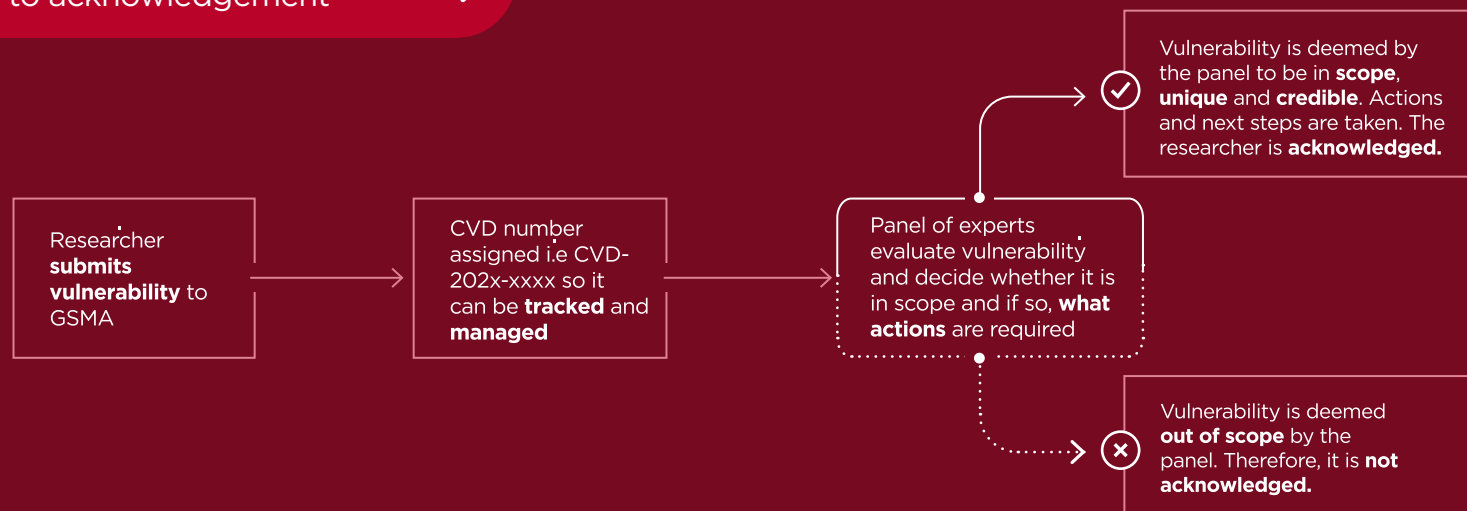 to acknowledgement
Researcher
submits
vulnerability to
GSMA
CVD number
assigned i.e CVD-
202x-xxxx so it
can be tracked and
managed
Panel of experts
evaluate vulnerability
and decide whether it is
in scope and if so, what
actions are required
Vulnerability is deemed by
the panel to be in scope,
unique and credible. Actions
and next steps are taken. The
researcher is acknowledged.
Vulnerability is deemed
out of scope by the
panel. Therefore, it is not
acknowledged.